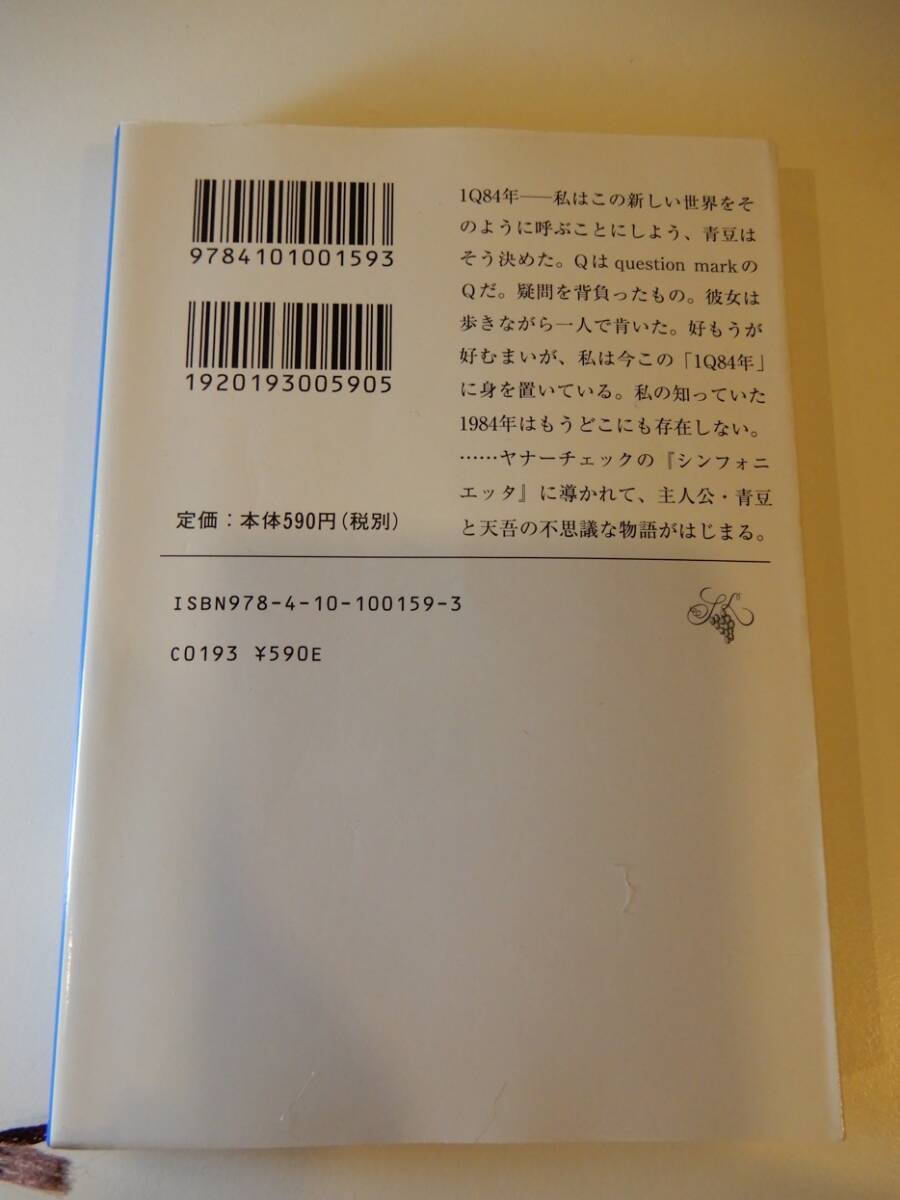 9784101001593
1920193005905
定価：本体590円（税別）
1Q84年──私はこの新しい世界をそ
のように呼ぶことにしよう、青豆は
そう決めた。Qは question markの
Qだ。疑問を背負ったもの。彼女は
歩きながら一人で肯いた。好もうが
好むまいが、私は今この「1Q84年」
に身を置いている。私の知っていた
1984年はもうどこにも存在しない。
……ヤナーチェックの『シンフォニ
エッタ』に導かれて、主人公・青豆
と天吾の不思議な物語がはじまる。
ISBN978-4-10-100159-3
C0193 ¥590E